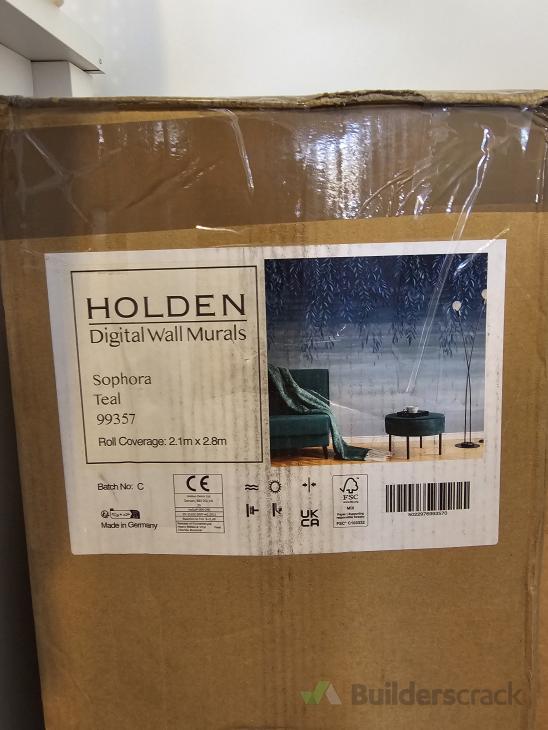 HOLDEN
Digital Wall Murals
Sophora
Teal
99357
Roll Coverage: 2.1m x 2.8m
Batch No: C
Made in Germany
CE
UK
CA
FSC
MIX
Builderscrack